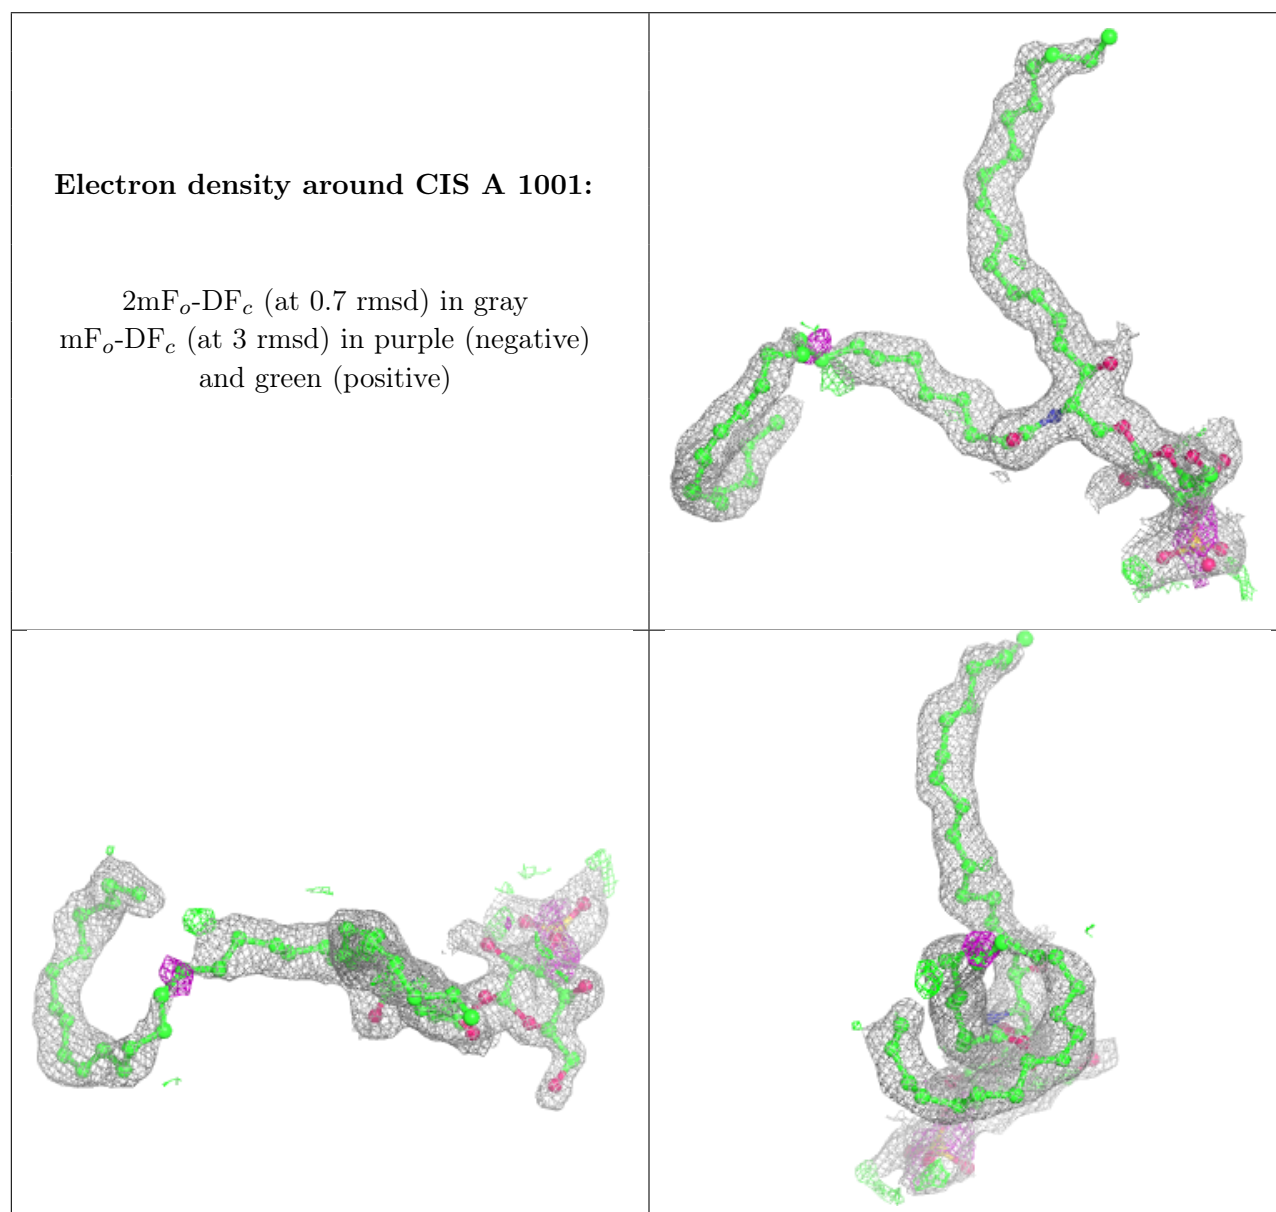 Electron density around CIS A 1001:
2mFo-DFc (at 0.7 rmsd) in gray
mFo-DFc (at 3 rmsd) in purple (negative)
and green (positive)